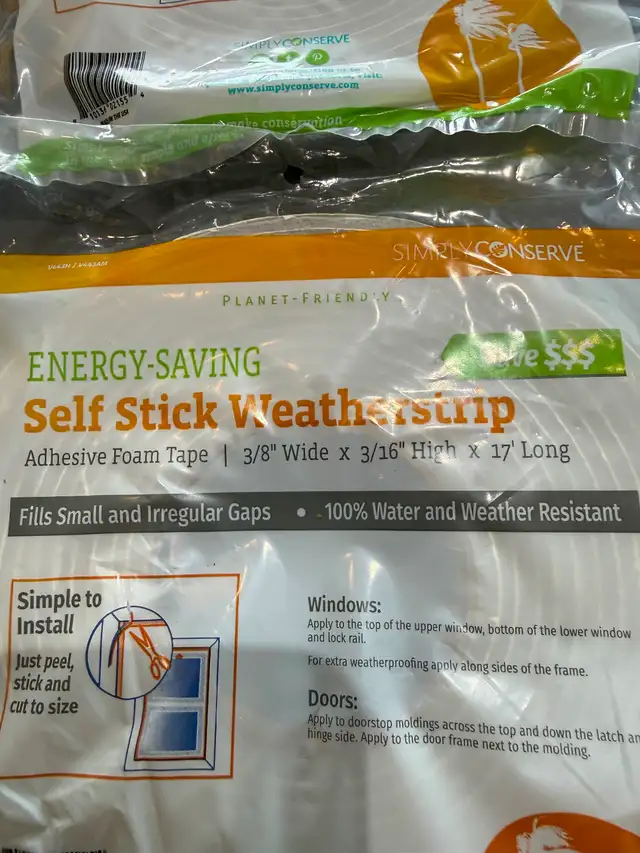 SIMPLYCONSERVE
www.simplyconserve.com
make conservation
SIMPLYCONSERVE
PLANET-FRIENDLY
ENERGY-SAVING
Save $$$
Self Stick Weatherstrip
Adhesive Foam Tape | 3/8" Wide x 3/16" High x 17' Long
Fills Small and Irregular Gaps • 100% Water and Weather Resistant
Simple to
Install
Just peel,
stick and
cut to size
Windows:
Apply to the top of the upper window, bottom of the lower window
and lock rail.
For extra weatherproofing apply along sides of the frame.
Doors:
Apply to doorstop moldings across the top and down the latch an
hinge side. Apply to the door frame next to the molding.